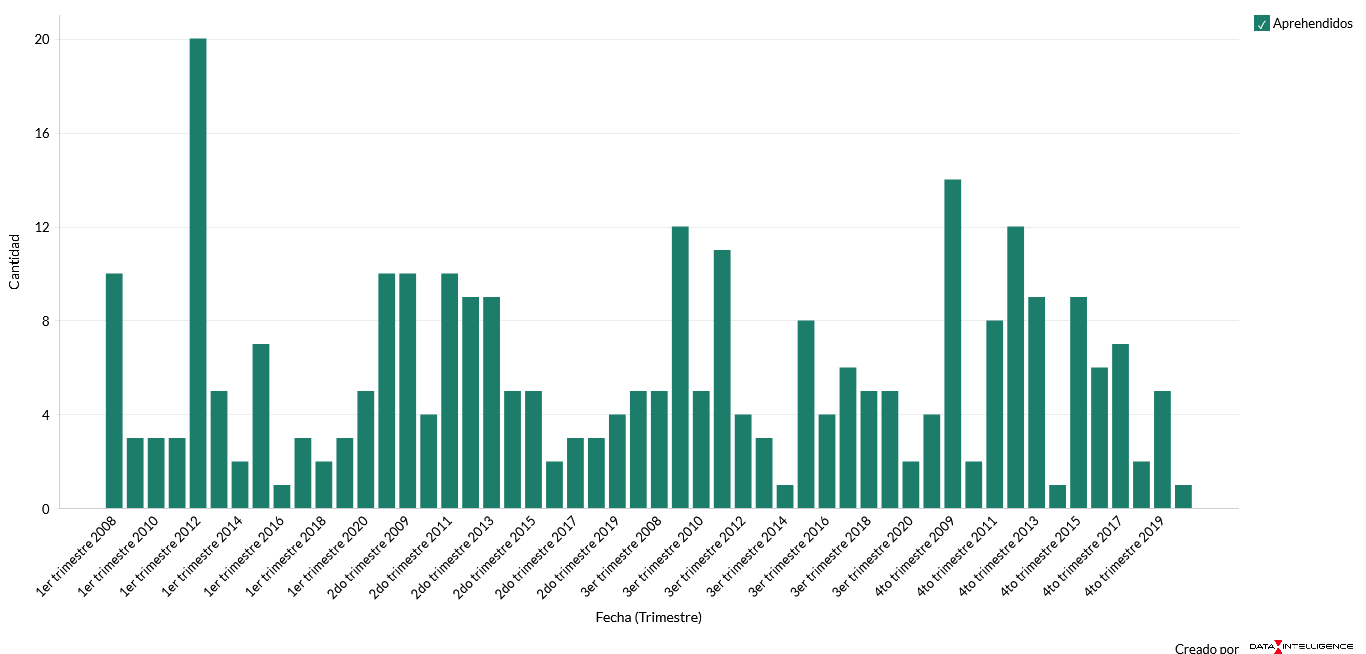 Aprehendidos
20
16
12
8
4
0
Cantidad
1er trimestre 2008
1er trimestre 2010
1er trimestre 2012
1er trimestre 2014
1er trimestre 2016
1er trimestre 2018
1er trimestre 2020
2do trimestre 2009
2do trimestre 2011
2do trimestre 2013
2do trimestre 2015
2do trimestre 2017
2do trimestre 2019
3er trimestre 2008
3er trimestre 2010
3er trimestre 2012
3er trimestre 2014
3er trimestre 2016
3er trimestre 2018
3er trimestre 2020
4to trimestre 2009
4to trimestre 2011
4to trimestre 2013
4to trimestre 2015
4to trimestre 2017
4to trimestre 2019
Fecha (Trimestre)
Creado por DATA INTELLIGENCE